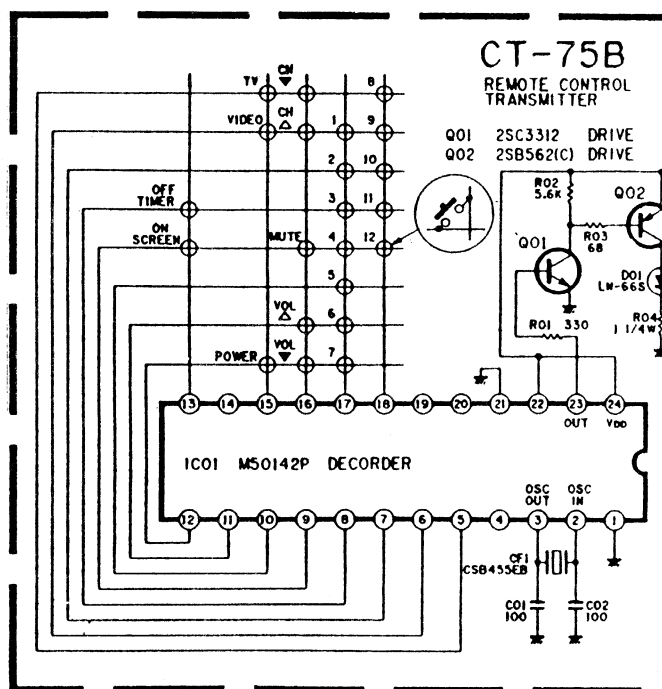 CT-75B
REMOTE CONTROL
TRANSMITTER
Q01 2SC3312 DRIVE
Q02 2SB562(C) DRIVE
TV CH 8
VIDEO CH 1 9
2 10
OFF
TIMER 3 11
ON
SCREEN MUTE 4 12
5
VOL 6
POWER VOL 7
R02
5.6K
Q02
Q01
R03
68
D01
LN-66S
R04
1 1/4W
R01 330
13 14 15 16 17 18 19 20 21 22 23 24
OUT VDD
IC01 M50142P DECORDER
OSC
OUT
OSC
IN
12 11 10 9 8 7 6 5 4 3 2 1
CF1
CSB455EB
C01
100
C02
100